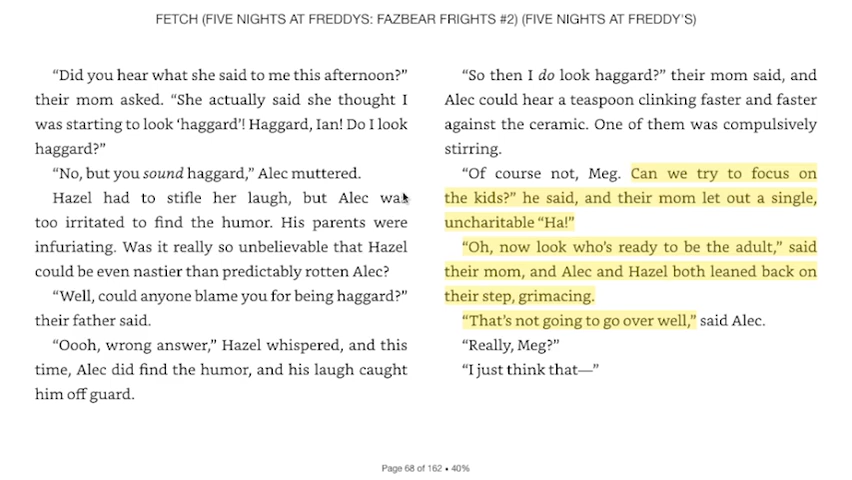 FETCH (FIVE NIGHTS AT FREDDYS: FAZBEAR FRIGHTS #2) (FIVE NIGHTS AT FREDDY'S)
“Did you hear what she said to me this afternoon?”
their mom asked. “She actually said she thought I
was starting to look ‘haggard’! Haggard, Ian! Do I look
haggard?”
“No, but you sound haggard,” Alec muttered.
Hazel had to stifle her laugh, but Alec was
too irritated to find the humor. His parents were
infuriating. Was it really so unbelievable that Hazel
could be even nastier than predictably rotten Alec?
“Well, could anyone blame you for being haggard?”
their father said.
“Oooh, wrong answer,” Hazel whispered, and this
time, Alec did find the humor, and his laugh caught
him off guard.
“So then I do look haggard?” their mom said, and
Alec could hear a teaspoon clinking faster and faster
against the ceramic. One of them was compulsively
stirring.
“Of course not, Meg. Can we try to focus on
the kids?” he said, and their mom let out a single,
uncharitable “Ha!”
“Oh, now look who’s ready to be the adult,” said
their mom, and Alec and Hazel both leaned back on
their step, grimacing.
“That’s not going to go over well,” said Alec.
“Really, Meg?”
“I just think that—”
Page 68 of 162 • 40%